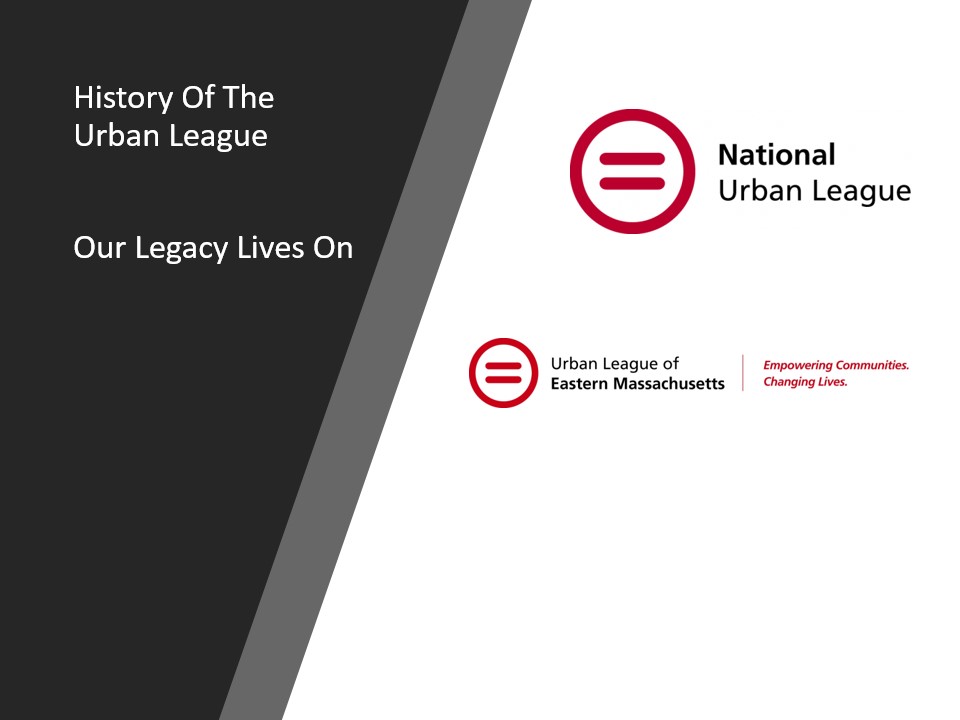 History Of The
Urban League
Our Legacy Lives On
National
Urban League
Urban League of
Eastern Massachusetts
Empowering Communities.
Changing Lives.